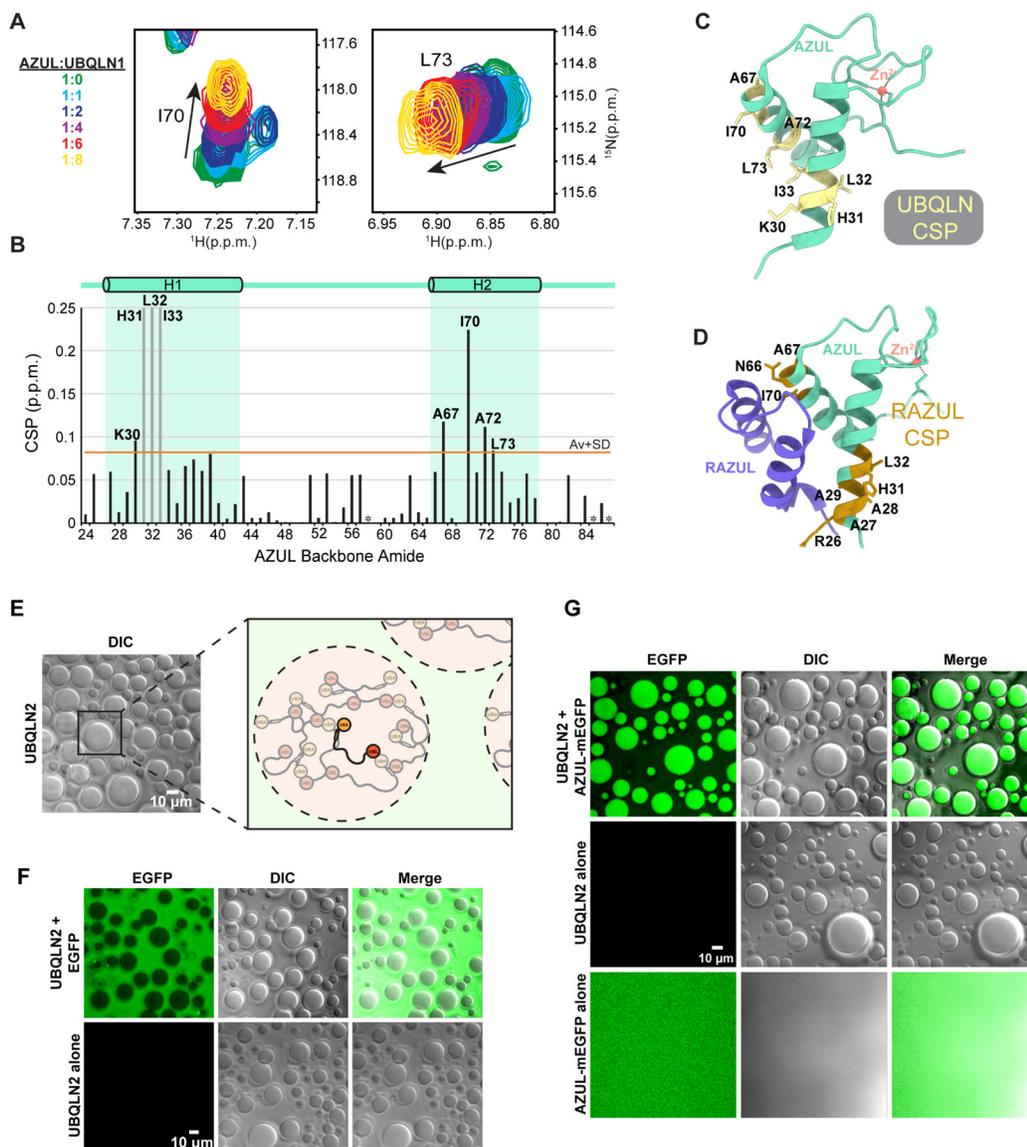 A
AZUL:UBQLN1
1:0
1:1
1:2
1:4
1:6
1:8
I70
117.6
117.8
118.0
118.2
118.4
118.6
118.8
7.35 7.30 7.25 7.20 7.15
¹H(p.p.m.)
L73
114.6
114.8
115.0
115.2
115.4
115.6
¹⁵N(p.p.m.)
6.95 6.90 6.85 6.80
¹H(p.p.m.)
B
H1 H2
CSP (p.p.m.)
0.25
0.2
0.15
0.1
0.05
0
L32
H31 I33
K30
I70
A67
A72
L73
Av+SD
* * *
24 28 32 36 40 44 48 52 56 60 64 68 72 76 80 84
AZUL Backbone Amide
C
AZUL
Zn²⁺
A67
I70
A72
L73
I33
L32
K30
H31
UBQLN
CSP
D
AZUL
Zn²⁺
A67
N66
I70
RAZUL
RAZUL
CSP
L32
H31
A29
A28
A27
R26
E
DIC
UBQLN2
10 µm
UBA
UBL
F
EGFP DIC Merge
UBQLN2 +
EGFP
UBQLN2 alone
10 µm
G
EGFP DIC Merge
UBQLN2 +
AZUL-mEGFP
UBQLN2 alone
10 µm
AZUL-mEGFP alone